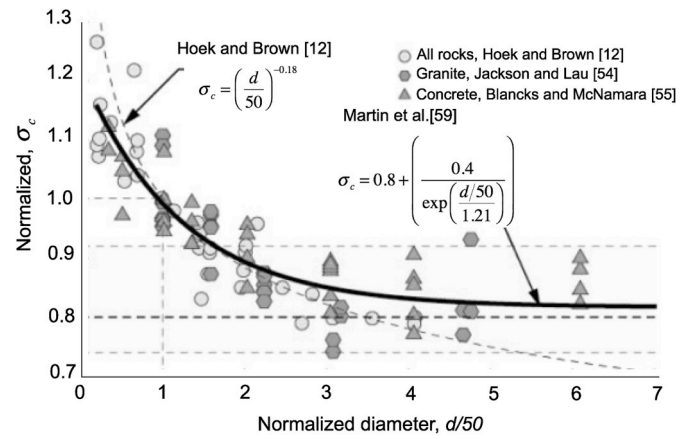 1.3
1.2
1.1
1.0
0.9
0.8
0.7
Normalized, σc
Hoek and Brown [12]
σc = (d/50)^-0.18
All rocks, Hoek and Brown [12]
Granite, Jackson and Lau [54]
Concrete, Blancks and McNamara [55]
Martin et al.[59]
σc = 0.8 + (0.4/exp((d/50)/1.21))
0 1 2 3 4 5 6 7
Normalized diameter, d/50